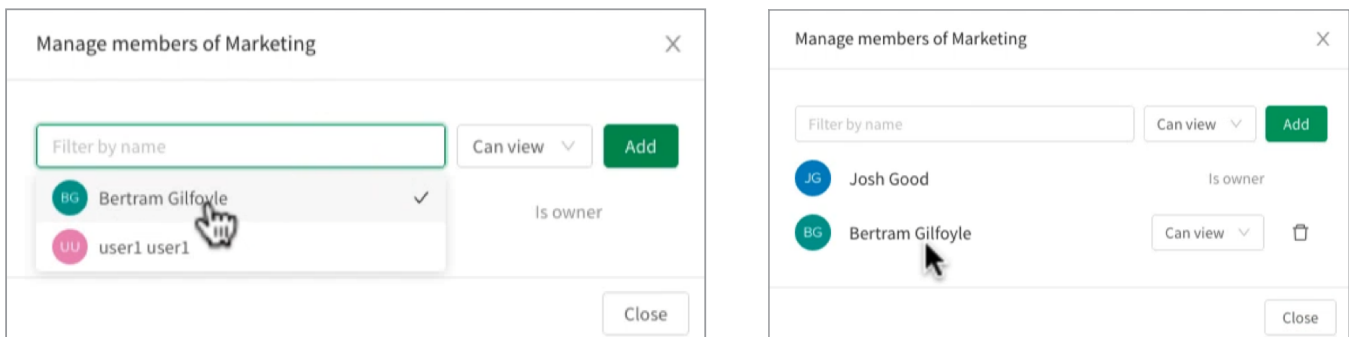 Manage members of Marketing
Filter by name
Can view
Add
BG
Bertram Gilfoyle
UU
user1 user1
Is owner
Close
Manage members of Marketing
Filter by name
Can view
Add
JG
Josh Good
Is owner
BG
Bertram Gilfoyle
Can view
Close